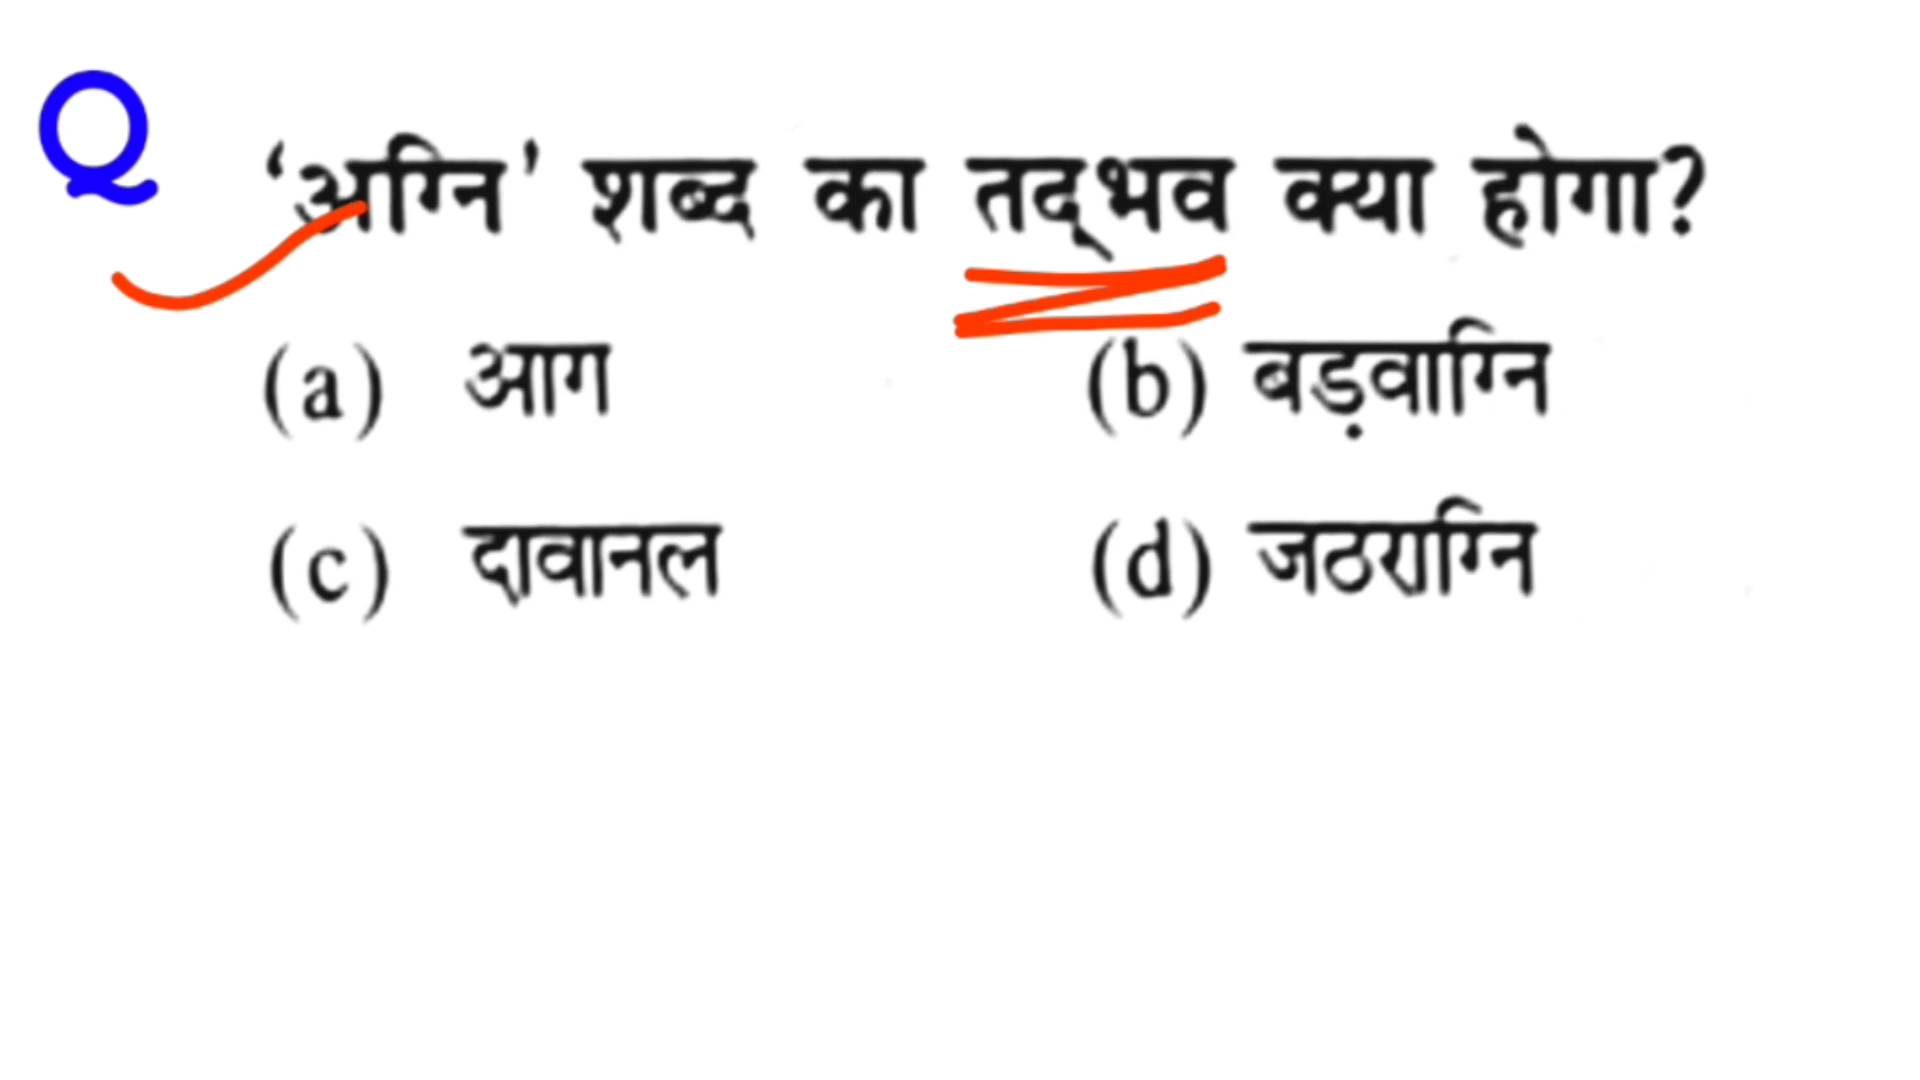 Q
‘अग्नि’ शब्द का तद्भव क्या होगा?
(a) आग (b) बड़वाग्नि
(c) दावानल (d) जठराग्नि